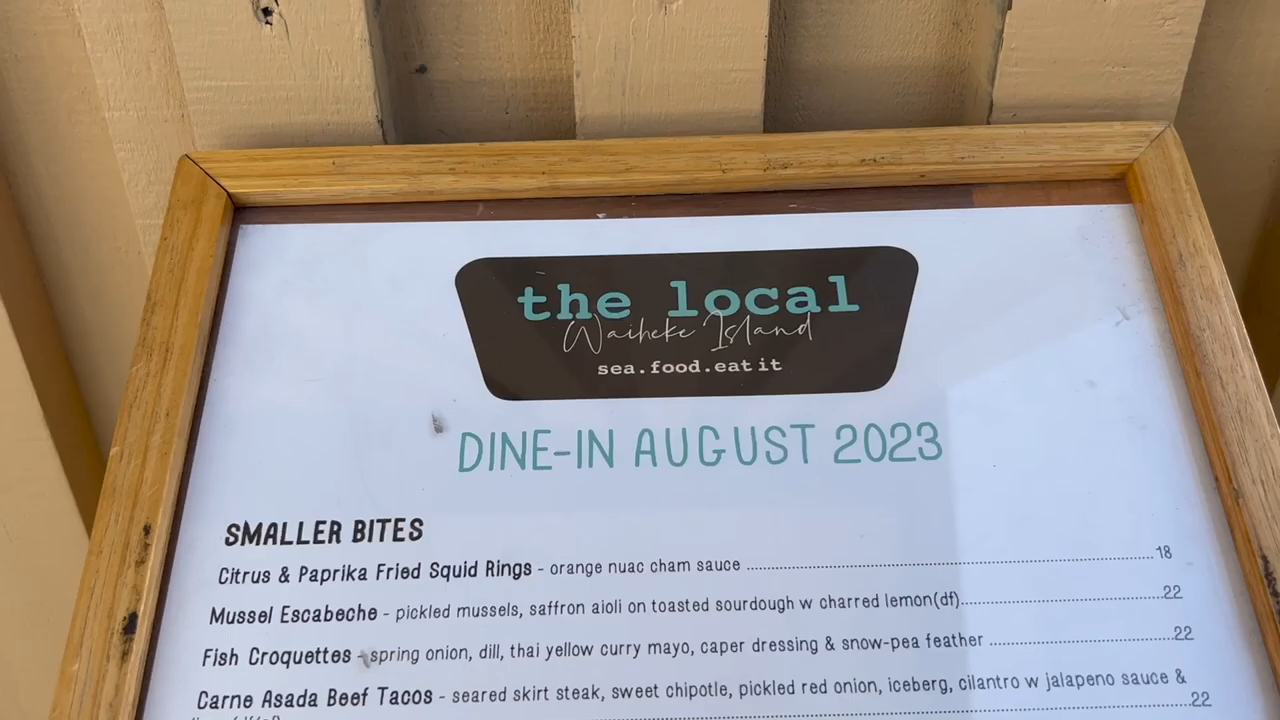 the local
Waiheke Island
sea.food.eat it
DINE-IN AUGUST 2023
SMALLER BITES
Citrus & Paprika Fried Squid Rings - orange nuac cham sauce ........ 18
Mussel Escabeche - pickled mussels, saffron aioli on toasted sourdough w charred lemon(df)........22
Fish Croquettes - spring onion, dill, thai yellow curry mayo, caper dressing & snow-pea feather ........22
Carne Asada Beef Tacos - seared skirt steak, sweet chipotle, pickled red onion, iceberg, cilantro w jalapeno sauce &
........22